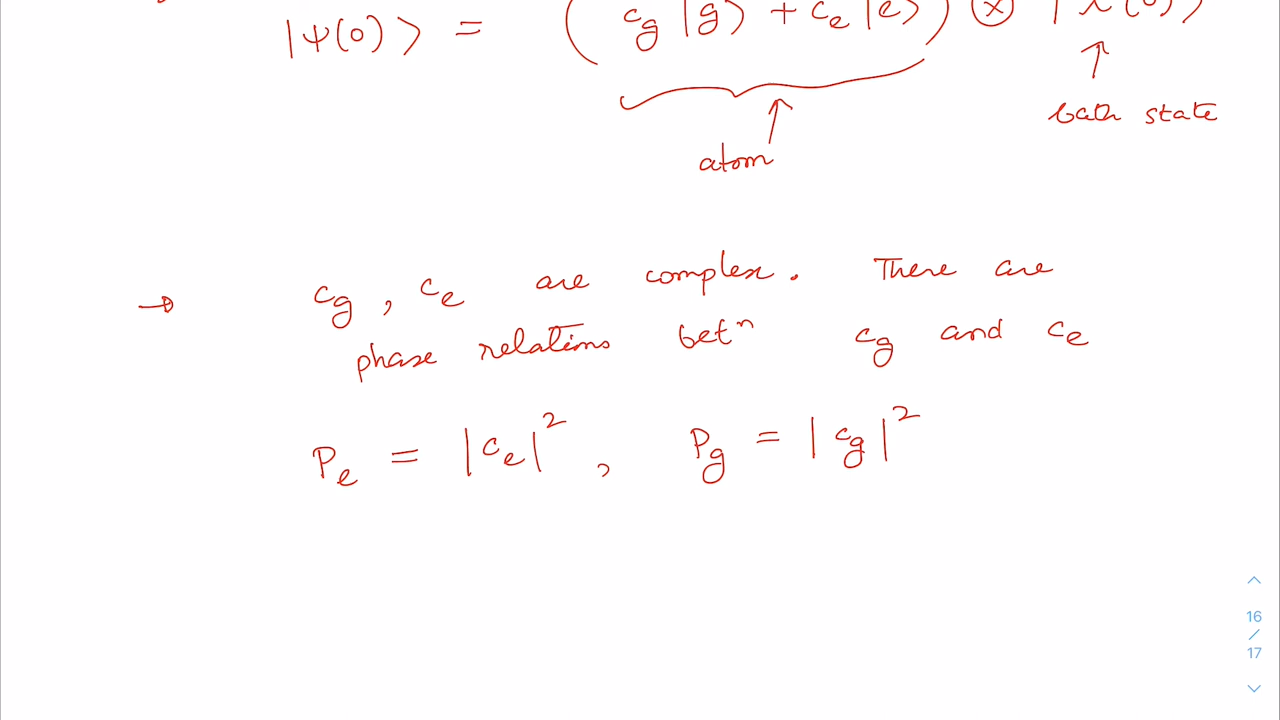 |Ψ(0)⟩ = (c_g |g⟩ + c_e |e⟩) ⊗ |χ(0)⟩
bath state
atom
→ c_g, c_e are complex. There are
phase relations betⁿ c_g and c_e
P_e = |c_e|², P_g = |c_g|²
16
/
17